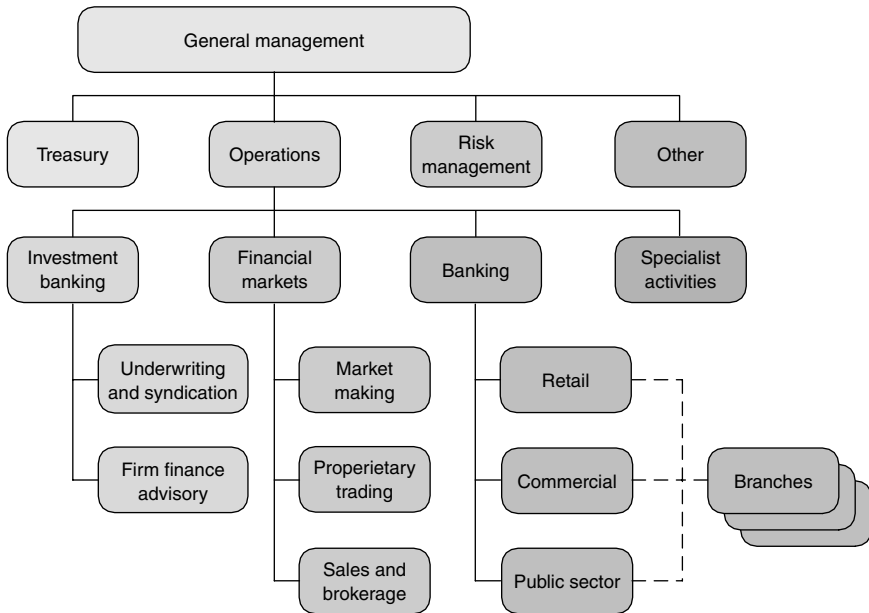 General management
Treasury
Operations
Risk
management
Other
Investment
banking
Financial
markets
Banking
Specialist
activities
Underwriting
and syndication
Market
making
Retail
Firm finance
advisory
Properietary
trading
Commercial
Branches
Sales and
brokerage
Public sector